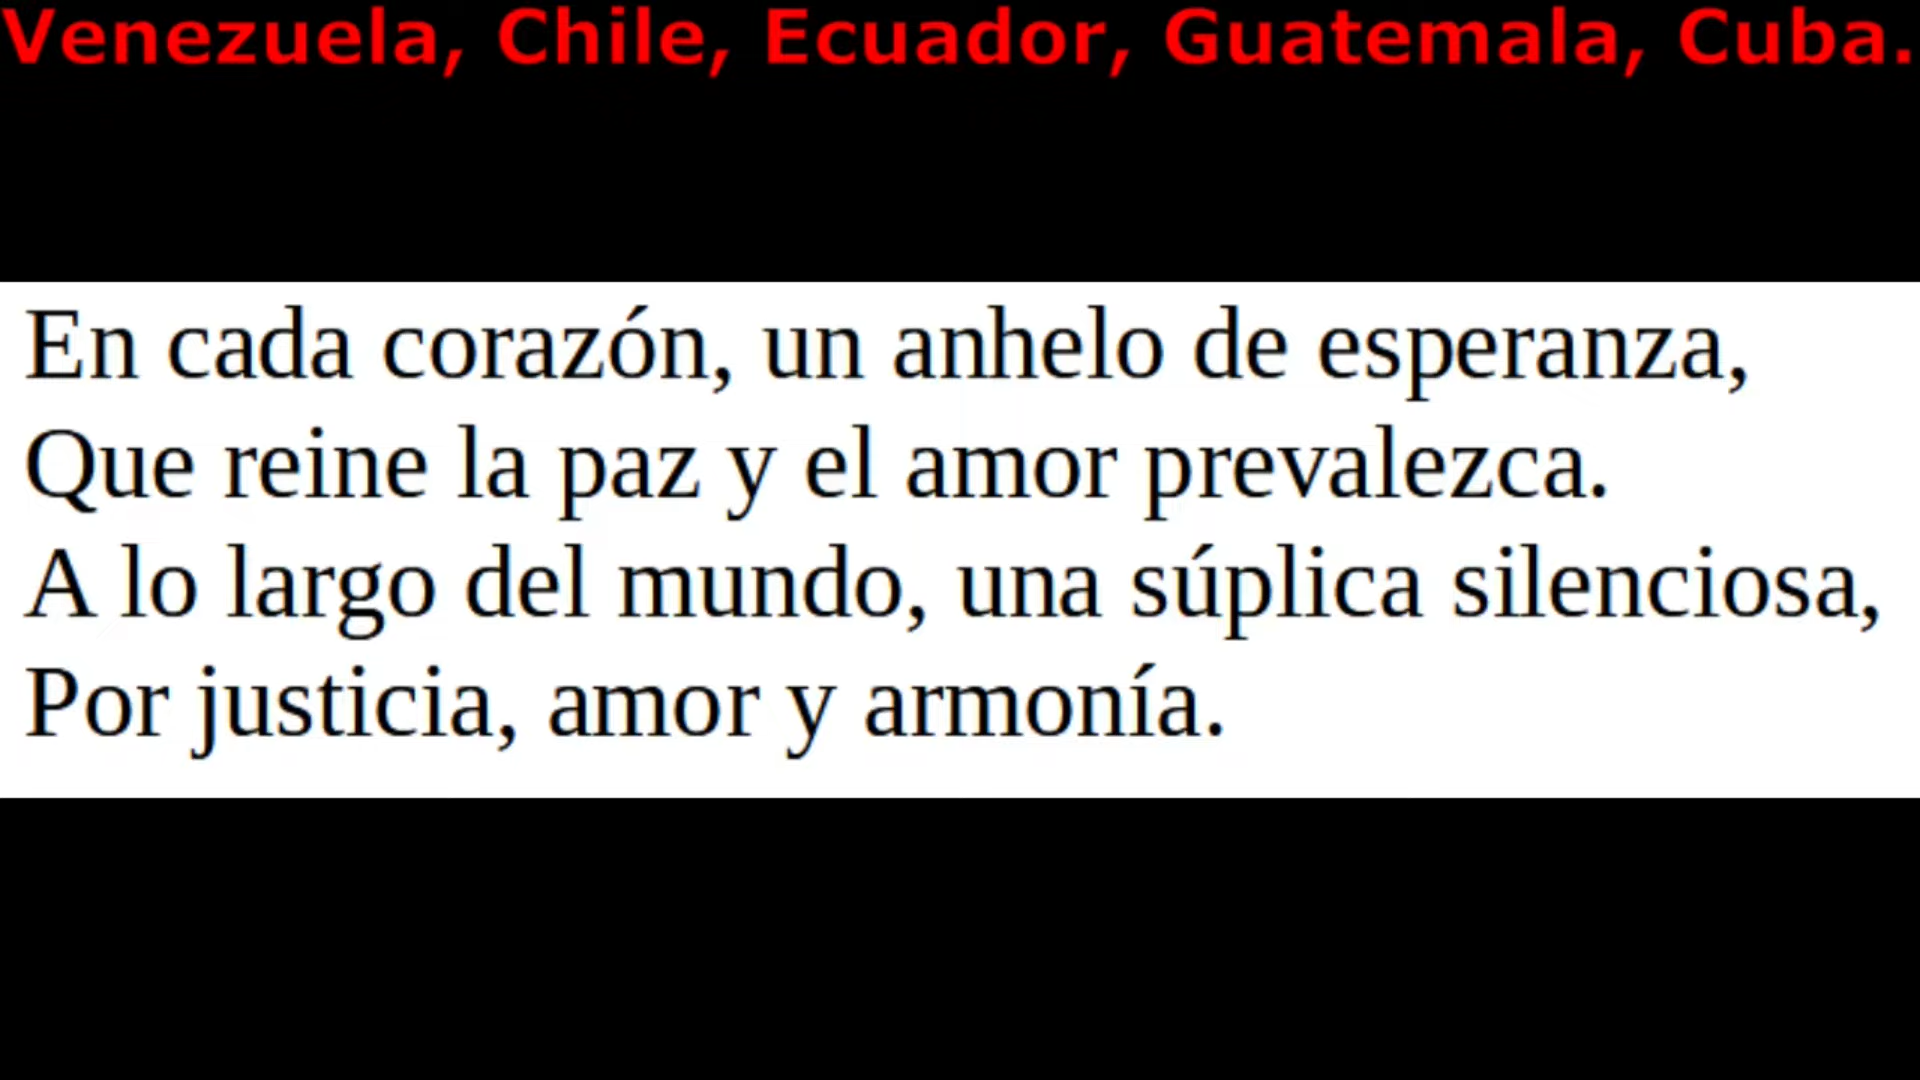 Venezuela, Chile, Ecuador, Guatemala, Cuba.
En cada corazón, un anhelo de esperanza,
Que reine la paz y el amor prevalezca.
A lo largo del mundo, una súplica silenciosa,
Por justicia, amor y armonía.